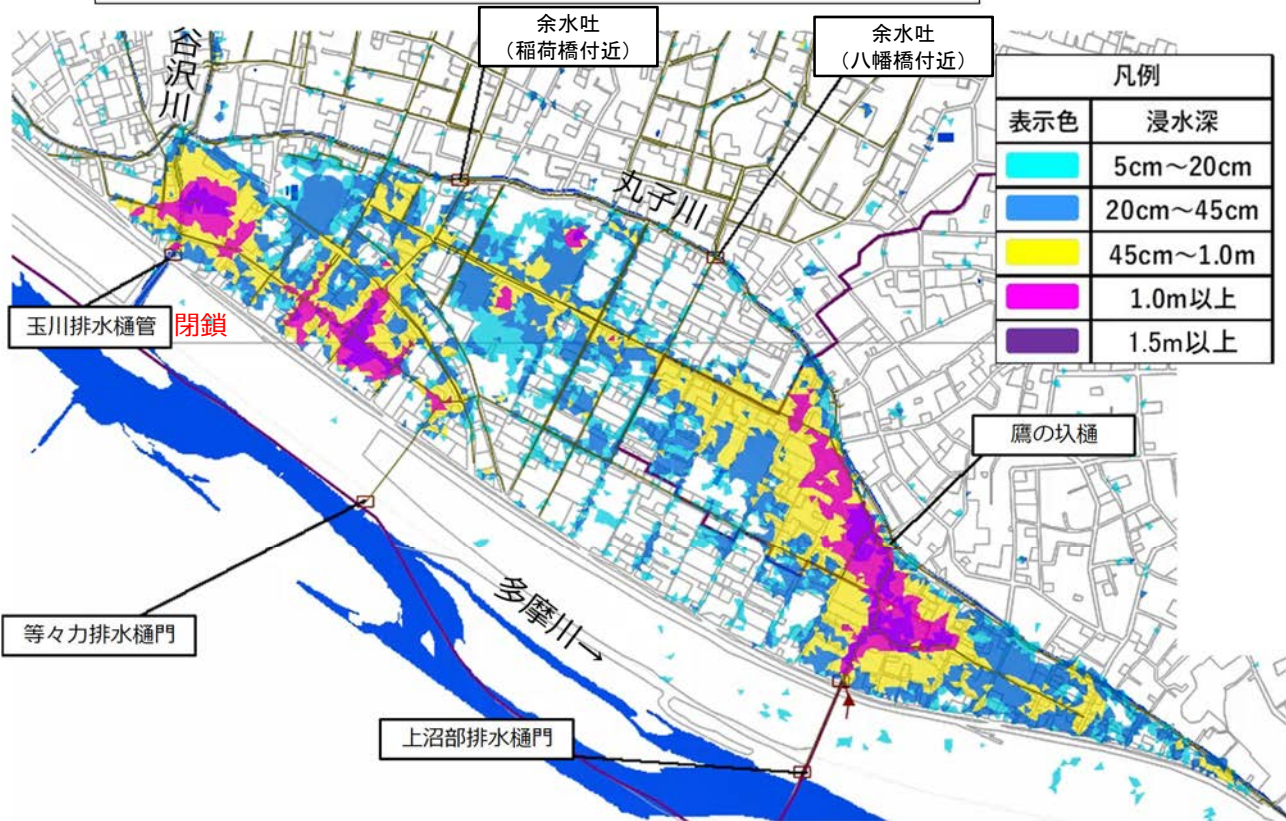 余水吐
（稲荷橋付近）
余水吐
（八幡橋付近）
谷沢川
丸子川
凡例
表示色 浸水深
5cm～20cm
20cm～45cm
45cm～1.0m
1.0m以上
1.5m以上
玉川排水樋管
閉鎖
鷹の圦樋
等々力排水樋門
多摩川→
上沼部排水樋門